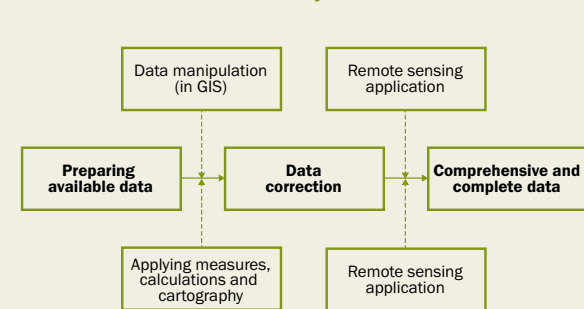 Data manipulation
(in GIS)
Remote sensing
application
Preparing
available data
Data
correction
Comprehensive and
complete data
Applying measures,
calculations and
cartography
Remote sensing
application